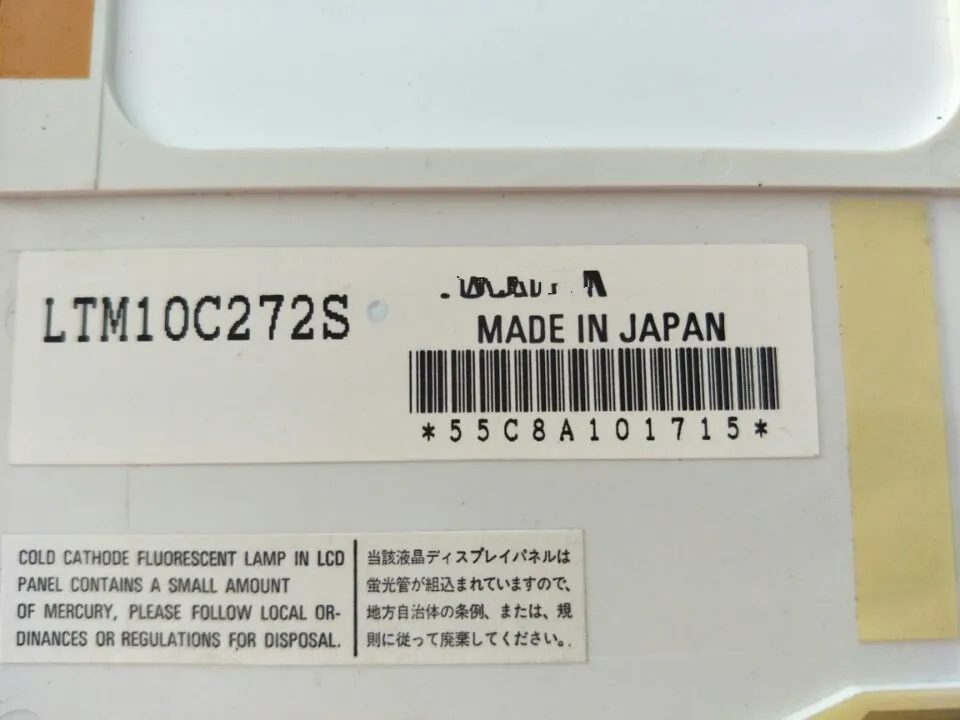 LTM10C272S
MADE IN JAPAN
*55C8A101715*
COLD CATHODE FLUORESCENT LAMP IN LCD
PANEL CONTAINS A SMALL AMOUNT
OF MERCURY, PLEASE FOLLOW LOCAL OR-
DINANCES OR REGULATIONS FOR DISPOSAL.
当該液晶ディスプレイパネルは
蛍光管が組込まれていますので、
地方自治体の条例、または、規
則に従って廃棄してください。